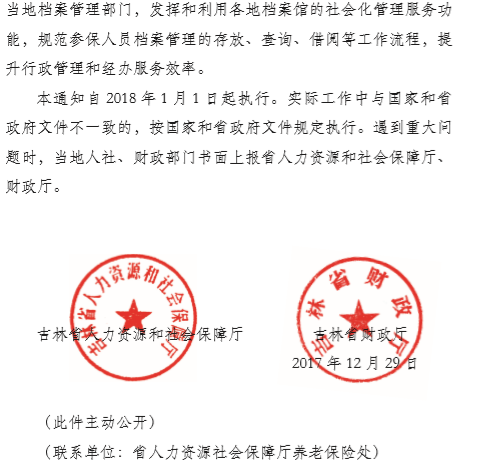 当地档案管理部门，发挥和利用各地档案馆的社会化管理服务功
能，规范参保人员档案管理的存放、查询、借阅等工作流程，提
升行政管理和经办服务效率。
本通知自 2018 年 1 月 1 日起执行。实际工作中与国家和省
政府文件不一致的，按国家和省政府文件规定执行。遇到重大问
题时，当地人社、财政部门书面上报省人力资源和社会保障厅、
财政厅。
吉林省人力资源和社会保障厅
吉林省财政厅
吉林省人力资源和社会保障厅 吉林省财政厅
2017 年 12 月 29 日
（此件主动公开）
（联系单位：省人力资源社会保障厅养老保险处）